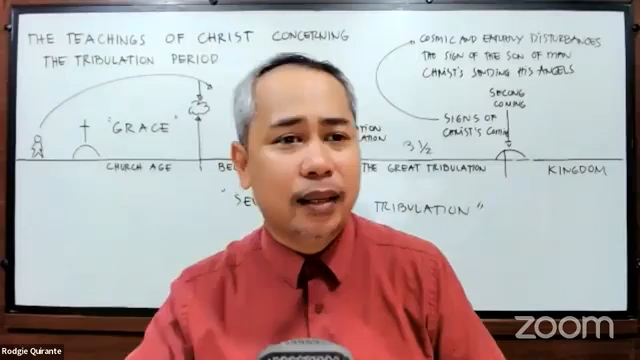 THE TEACHINGS OF CHRIST CONCERNING
THE TRIBULATION PERIOD
COSMIC AND EARTHLY DISTURBANCES
THE SIGN OF THE SON OF MAN
CHRIST'S SENDING HIS ANGELS
SECOND
COMING
"GRACE"
SIGNS OF
CHRIST'S
3 1/2
CHURCH AGE
THE GREAT TRIBULATION
KINGDOM
TRIBULATION"
zoom
Rodgie Quirante